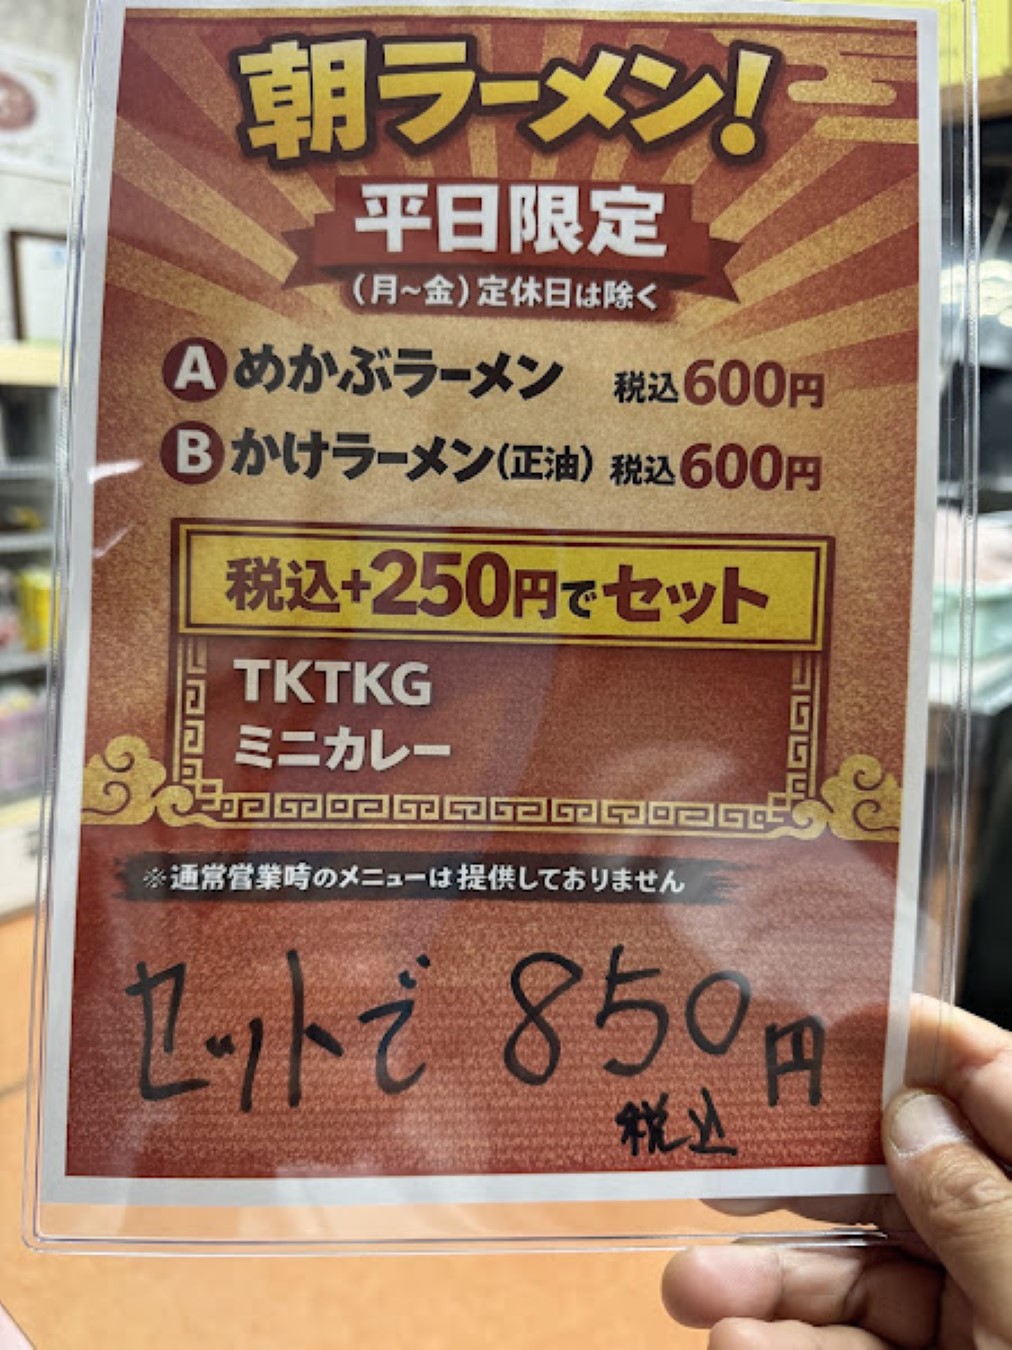 朝ラーメン!
平日限定
(月~金)定休日は除く
A めかぶラーメン 税込600円
B かけラーメン(正油) 税込600円
税込+250円でセット
TKTKG
ミニカレー
※通常営業時のメニューは提供しておりません
セットで 850円
税込